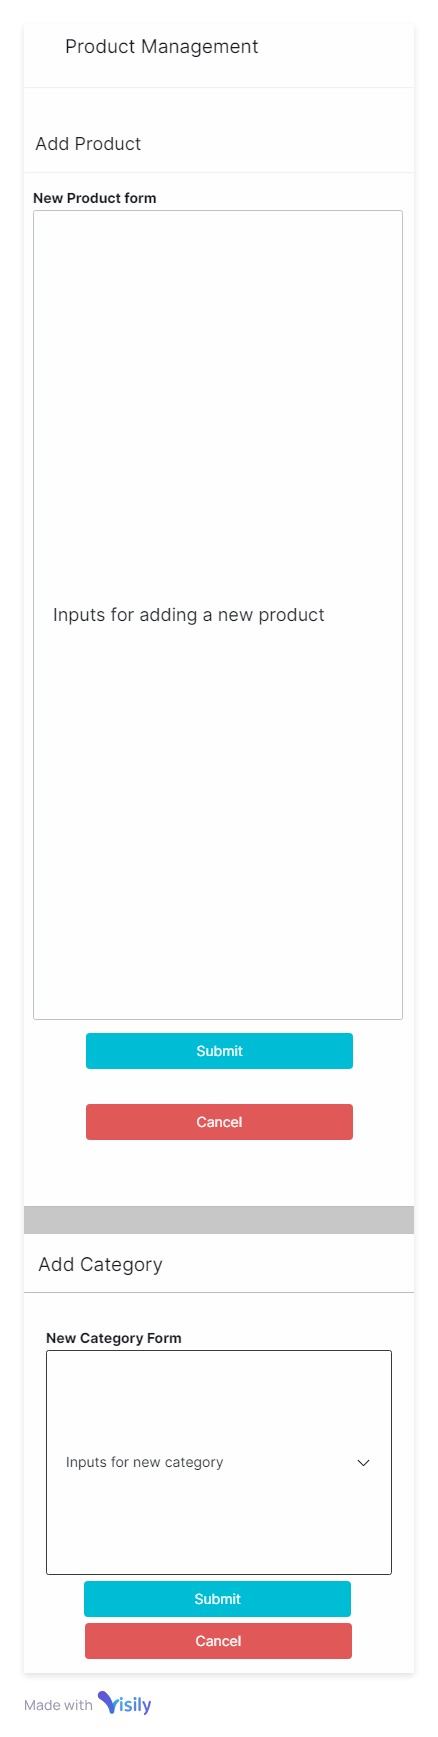 Product Management
Add Product
New Product form
Inputs for adding a new product
Submit
Cancel
Add Category
New Category Form
Inputs for new category
Submit
Cancel
Made with Visily